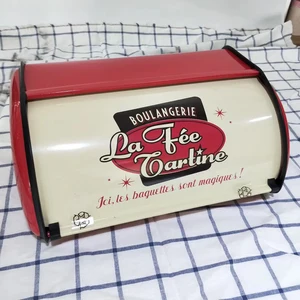 BOULANGERIE
La Fée
Tartine
Ici, les baguettes sont magiques !